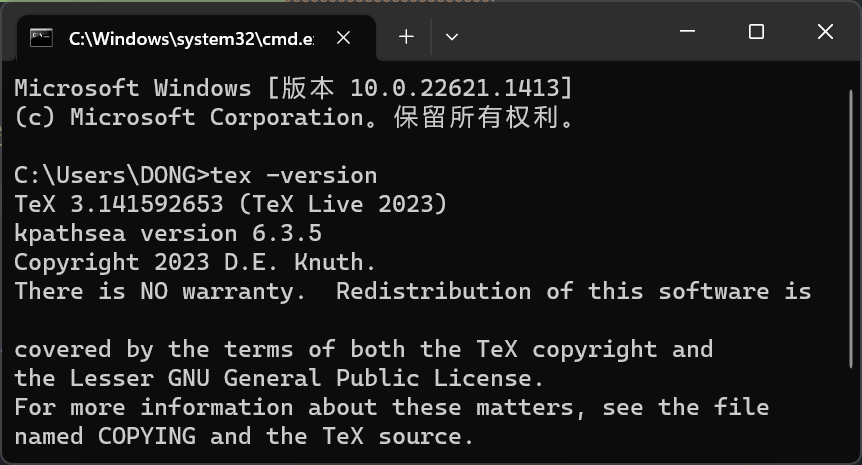 C:\Windows\system32\cmd.e
Microsoft Windows [版本 10.0.22621.1413]
(c) Microsoft Corporation。保留所有权利。
C:\Users\DONG>tex -version
TeX 3.141592653 (TeX Live 2023)
kpathsea version 6.3.5
Copyright 2023 D.E. Knuth.
There is NO warranty.  Redistribution of this software is
covered by the terms of both the TeX copyright and
the Lesser GNU General Public License.
For more information about these matters, see the file
named COPYING and the TeX source.